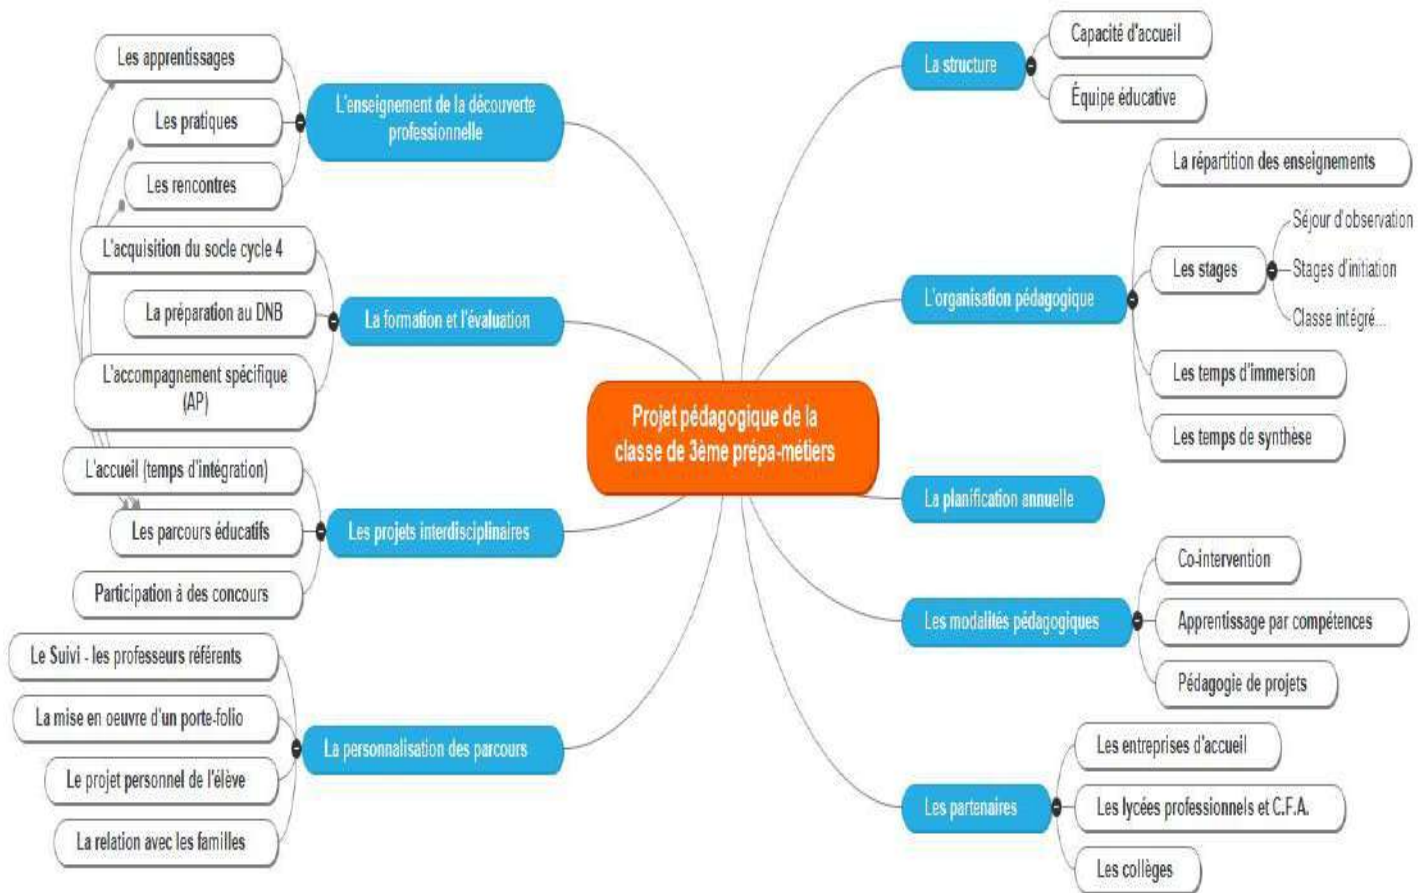 Projet pédagogique de la
classe de 3ème prépa-métiers
La structure
Capacité d'accueil
Équipe éducative
L'organisation pédagogique
La répartition des enseignements
Les stages
Séjour d'observation
Stages d'initiation
Classe intégré...
Les temps d'immersion
Les temps de synthèse
La planification annuelle
Les modalités pédagogiques
Co-intervention
Apprentissage par compétences
Pédagogie de projets
Les partenaires
Les entreprises d'accueil
Les lycées professionnels et C.F.A.
Les collèges
L'enseignement de la découverte
professionnelle
Les apprentissages
Les pratiques
Les rencontres
La formation et l'évaluation
L'acquisition du socle cycle 4
La préparation au DNB
L'accompagnement spécifique
(AP)
Les projets interdisciplinaires
L'accueil (temps d'intégration)
Les parcours éducatifs
Participation à des concours
La personnalisation des parcours
Le Suivi - les professeurs référents
La mise en oeuvre d'un porte-folio
Le projet personnel de l'élève
La relation avec les familles